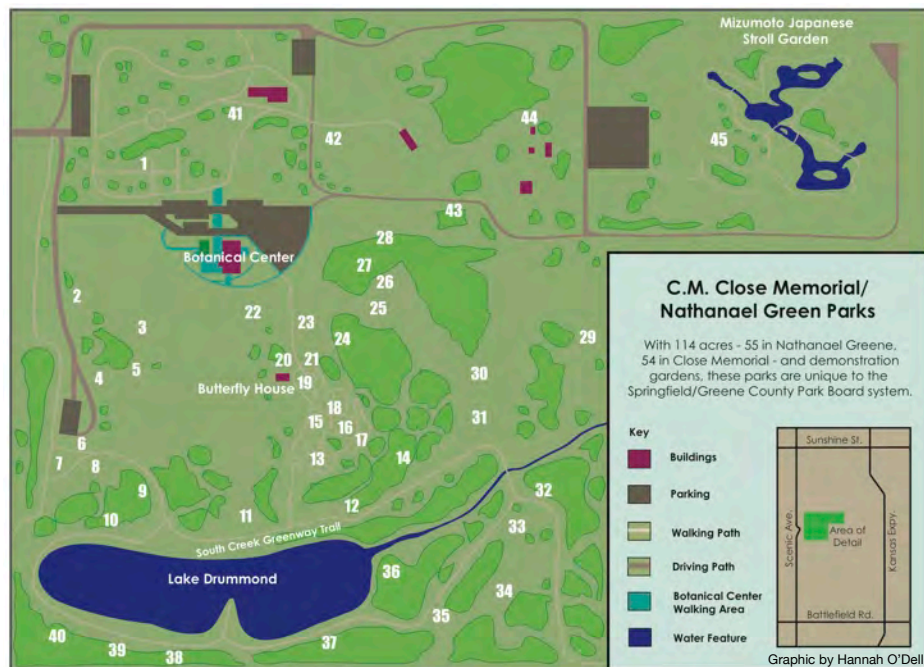 Mizumoto Japanese
Stroll Garden
41
42
44
1
45
43
28
Botanical Center
27
26
2
22
25
3
23
24
29
5
20
21
4
Butterfly House
19
30
18
15
16
31
17
6
7
8
13
14
9
32
10
11
12
33
South Creek Greenway Trail
Lake Drummond
36
34
35
40
39
38
37
C.M. Close Memorial/
Nathanael Green Parks
With 114 acres - 55 in Nathanael Greene,
54 in Close Memorial - and demonstration
gardens, these parks are unique to the
Springfield/Greene County Park Board system.
Key
Buildings
Parking
Walking Path
Driving Path
Botanical Center
Walking Area
Water Feature
Sunshine St.
Scenic Ave.
Area of
Detail
Kansas Expy.
Battlefield Rd.
Graphic by Hannah O'Dell